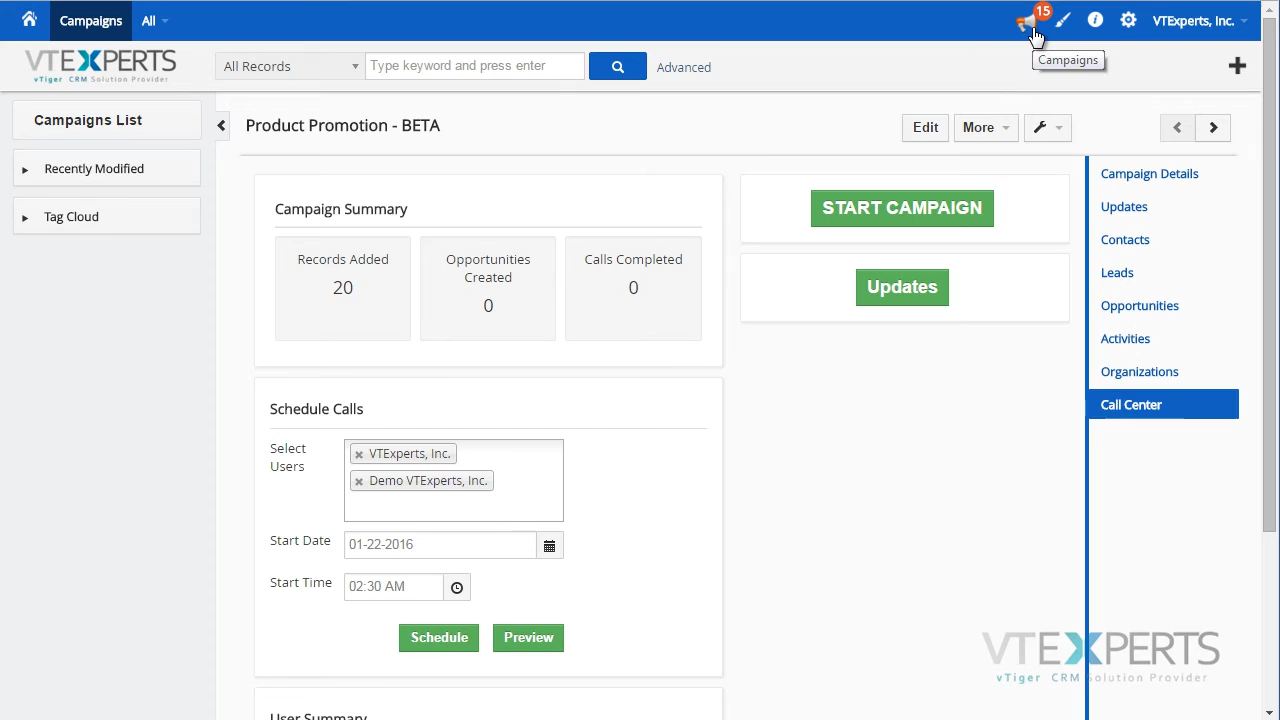 Campaigns
All
15
VTExperts, Inc.
Campaigns
VTEXPERTS
vTiger CRM Solution Provider
All Records
Type keyword and press enter
Advanced
Campaigns List
Recently Modified
Tag Cloud
Product Promotion - BETA
Edit
More
Campaign Summary
Records Added
20
Opportunities
Created
0
Calls Completed
0
START CAMPAIGN
Updates
Schedule Calls
Select
Users
VTExperts, Inc.
Demo VTExperts, Inc.
Start Date
01-22-2016
Start Time
02:30 AM
Schedule
Preview
User Summary
Campaign Details
Updates
Contacts
Leads
Opportunities
Activities
Organizations
Call Center
VTEXPERTS
vTiger CRM Solution Provider